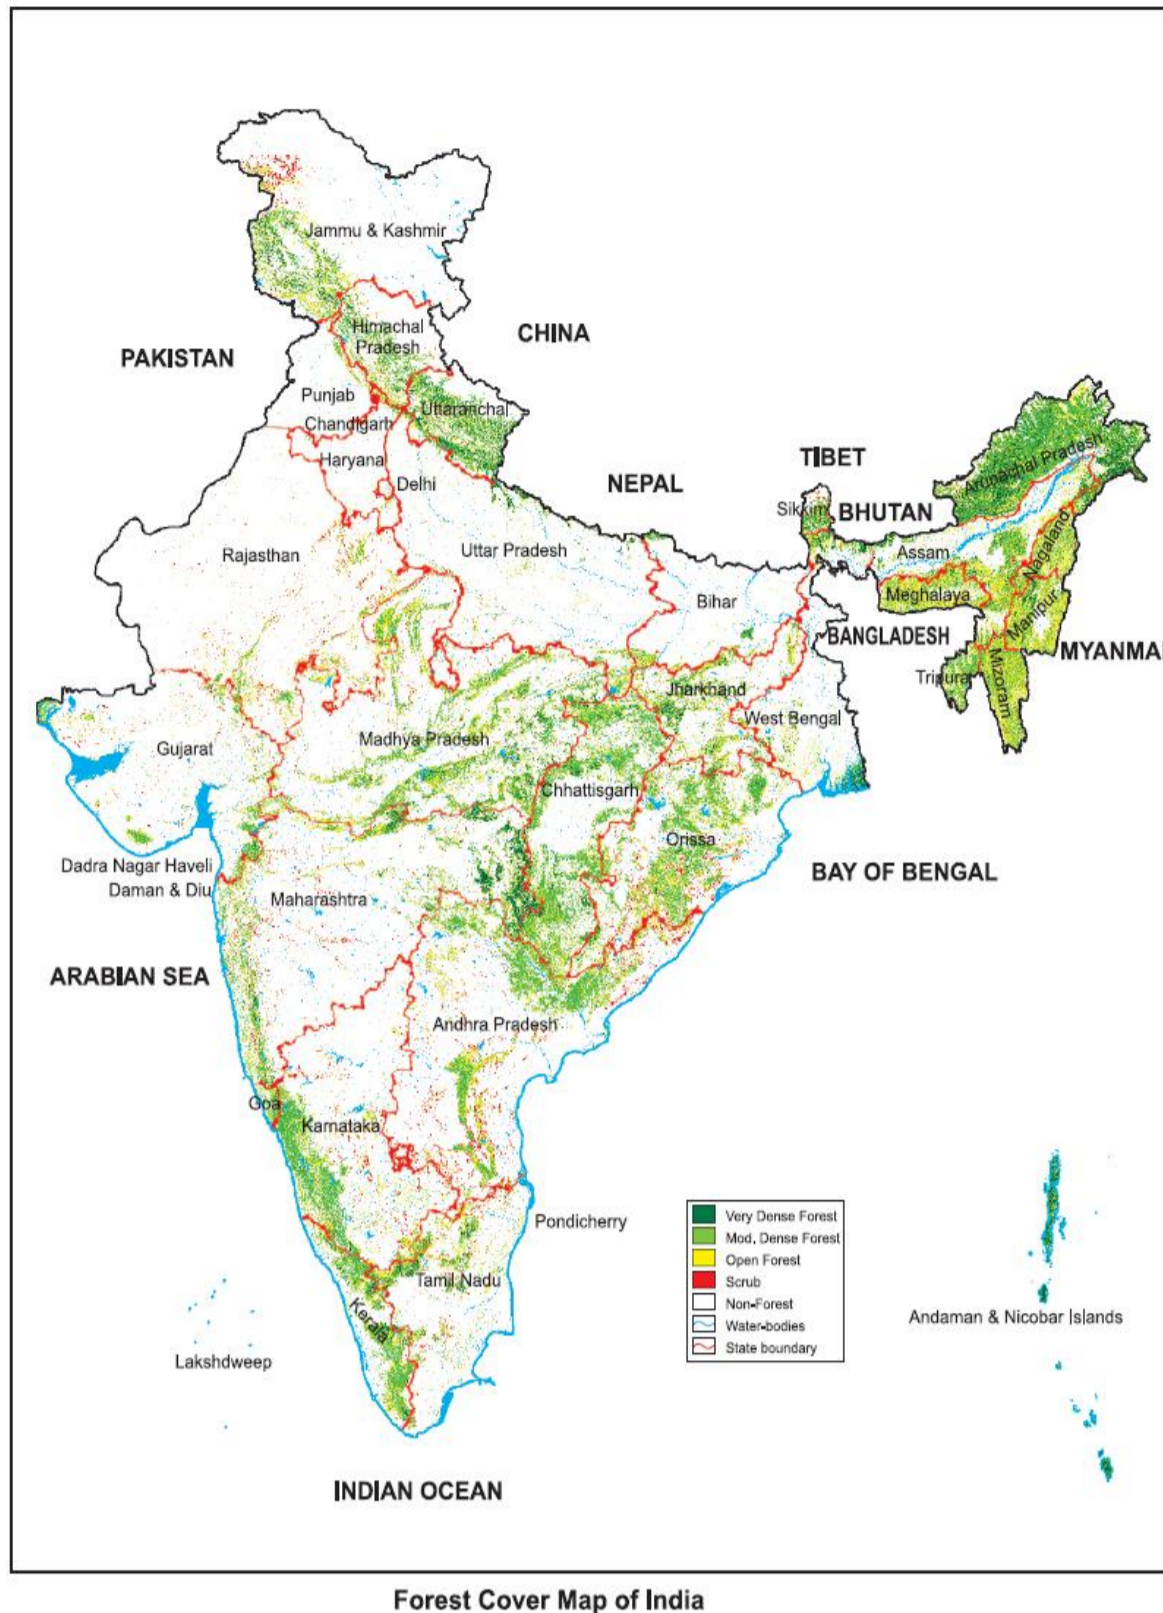 Jammu & Kashmir
CHINA
Himachal
Pradesh
PAKISTAN
Punjab
Chandigarh
Uttaranchal
Haryana
Delhi
TIBET
NEPAL
Arunachal Pradesh
Sikkim
BHUTAN
Rajasthan
Uttar Pradesh
Assam
Nagaland
Bihar
Meghalaya
Manipur
BANGLADESH
MYANMAR
Tripura
Mizoram
Jharkhand
West Bengal
Gujarat
Madhya Pradesh
Chhattisgarh
Orissa
Dadra Nagar Haveli
Daman & Diu
Maharashtra
BAY OF BENGAL
ARABIAN SEA
Andhra Pradesh
Goa
Karnataka
Pondicherry
Very Dense Forest
Mod. Dense Forest
Open Forest
Scrub
Non-Forest
Water-bodies
State boundary
Tamil Nadu
Kerala
Andaman & Nicobar Islands
Lakshdweep
INDIAN OCEAN
Forest Cover Map of India